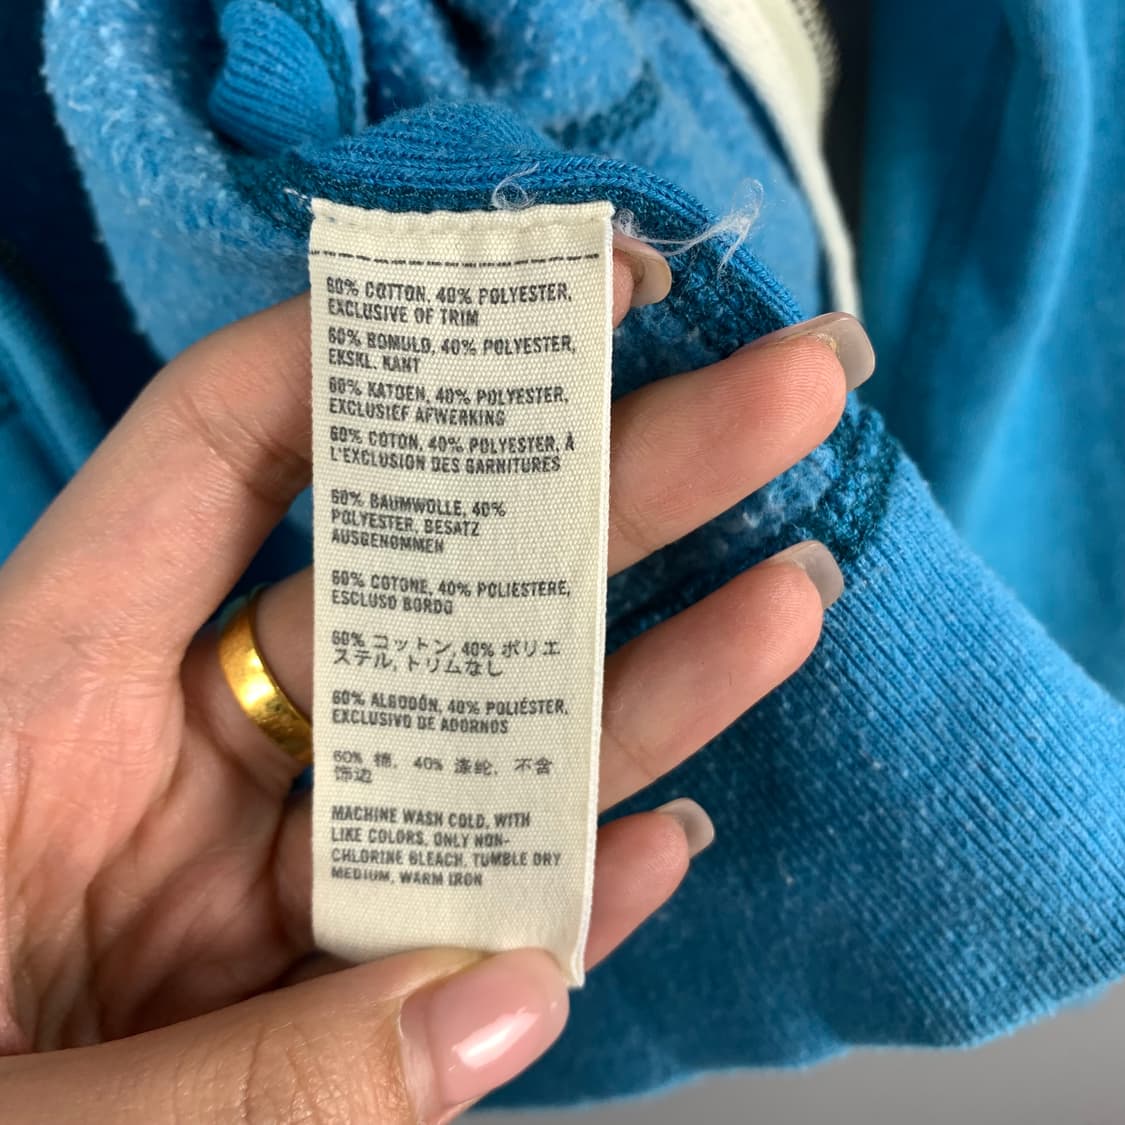 60% COTTON, 40% POLYESTER,
EXCLUSIVE OF TRIM
60% BOMULD, 40% POLYESTER,
EKSKL. KANT
60% KATOEN, 40% POLYESTER,
EXCLUSIEF AFWERKING
60% COTON, 40% POLYESTER, À
L'EXCLUSION DES GARNITURES
60% BAUMWOLLE, 40%
POLYESTER, BESATZ
AUSGENOMMEN
60% COTONE, 40% POLIESTERE,
ESCLUSO BORDO
60% コットン, 40% ポリエ
ステル, トリムなし
60% ALGODÓN, 40% POLIÉSTER,
EXCLUSIVO DE ADORNOS
60% 棉, 40% 涤纶, 不含
饰边
MACHINE WASH COLD, WITH
LIKE COLORS, ONLY NON-
CHLORINE BLEACH, TUMBLE DRY
MEDIUM, WARM IRON